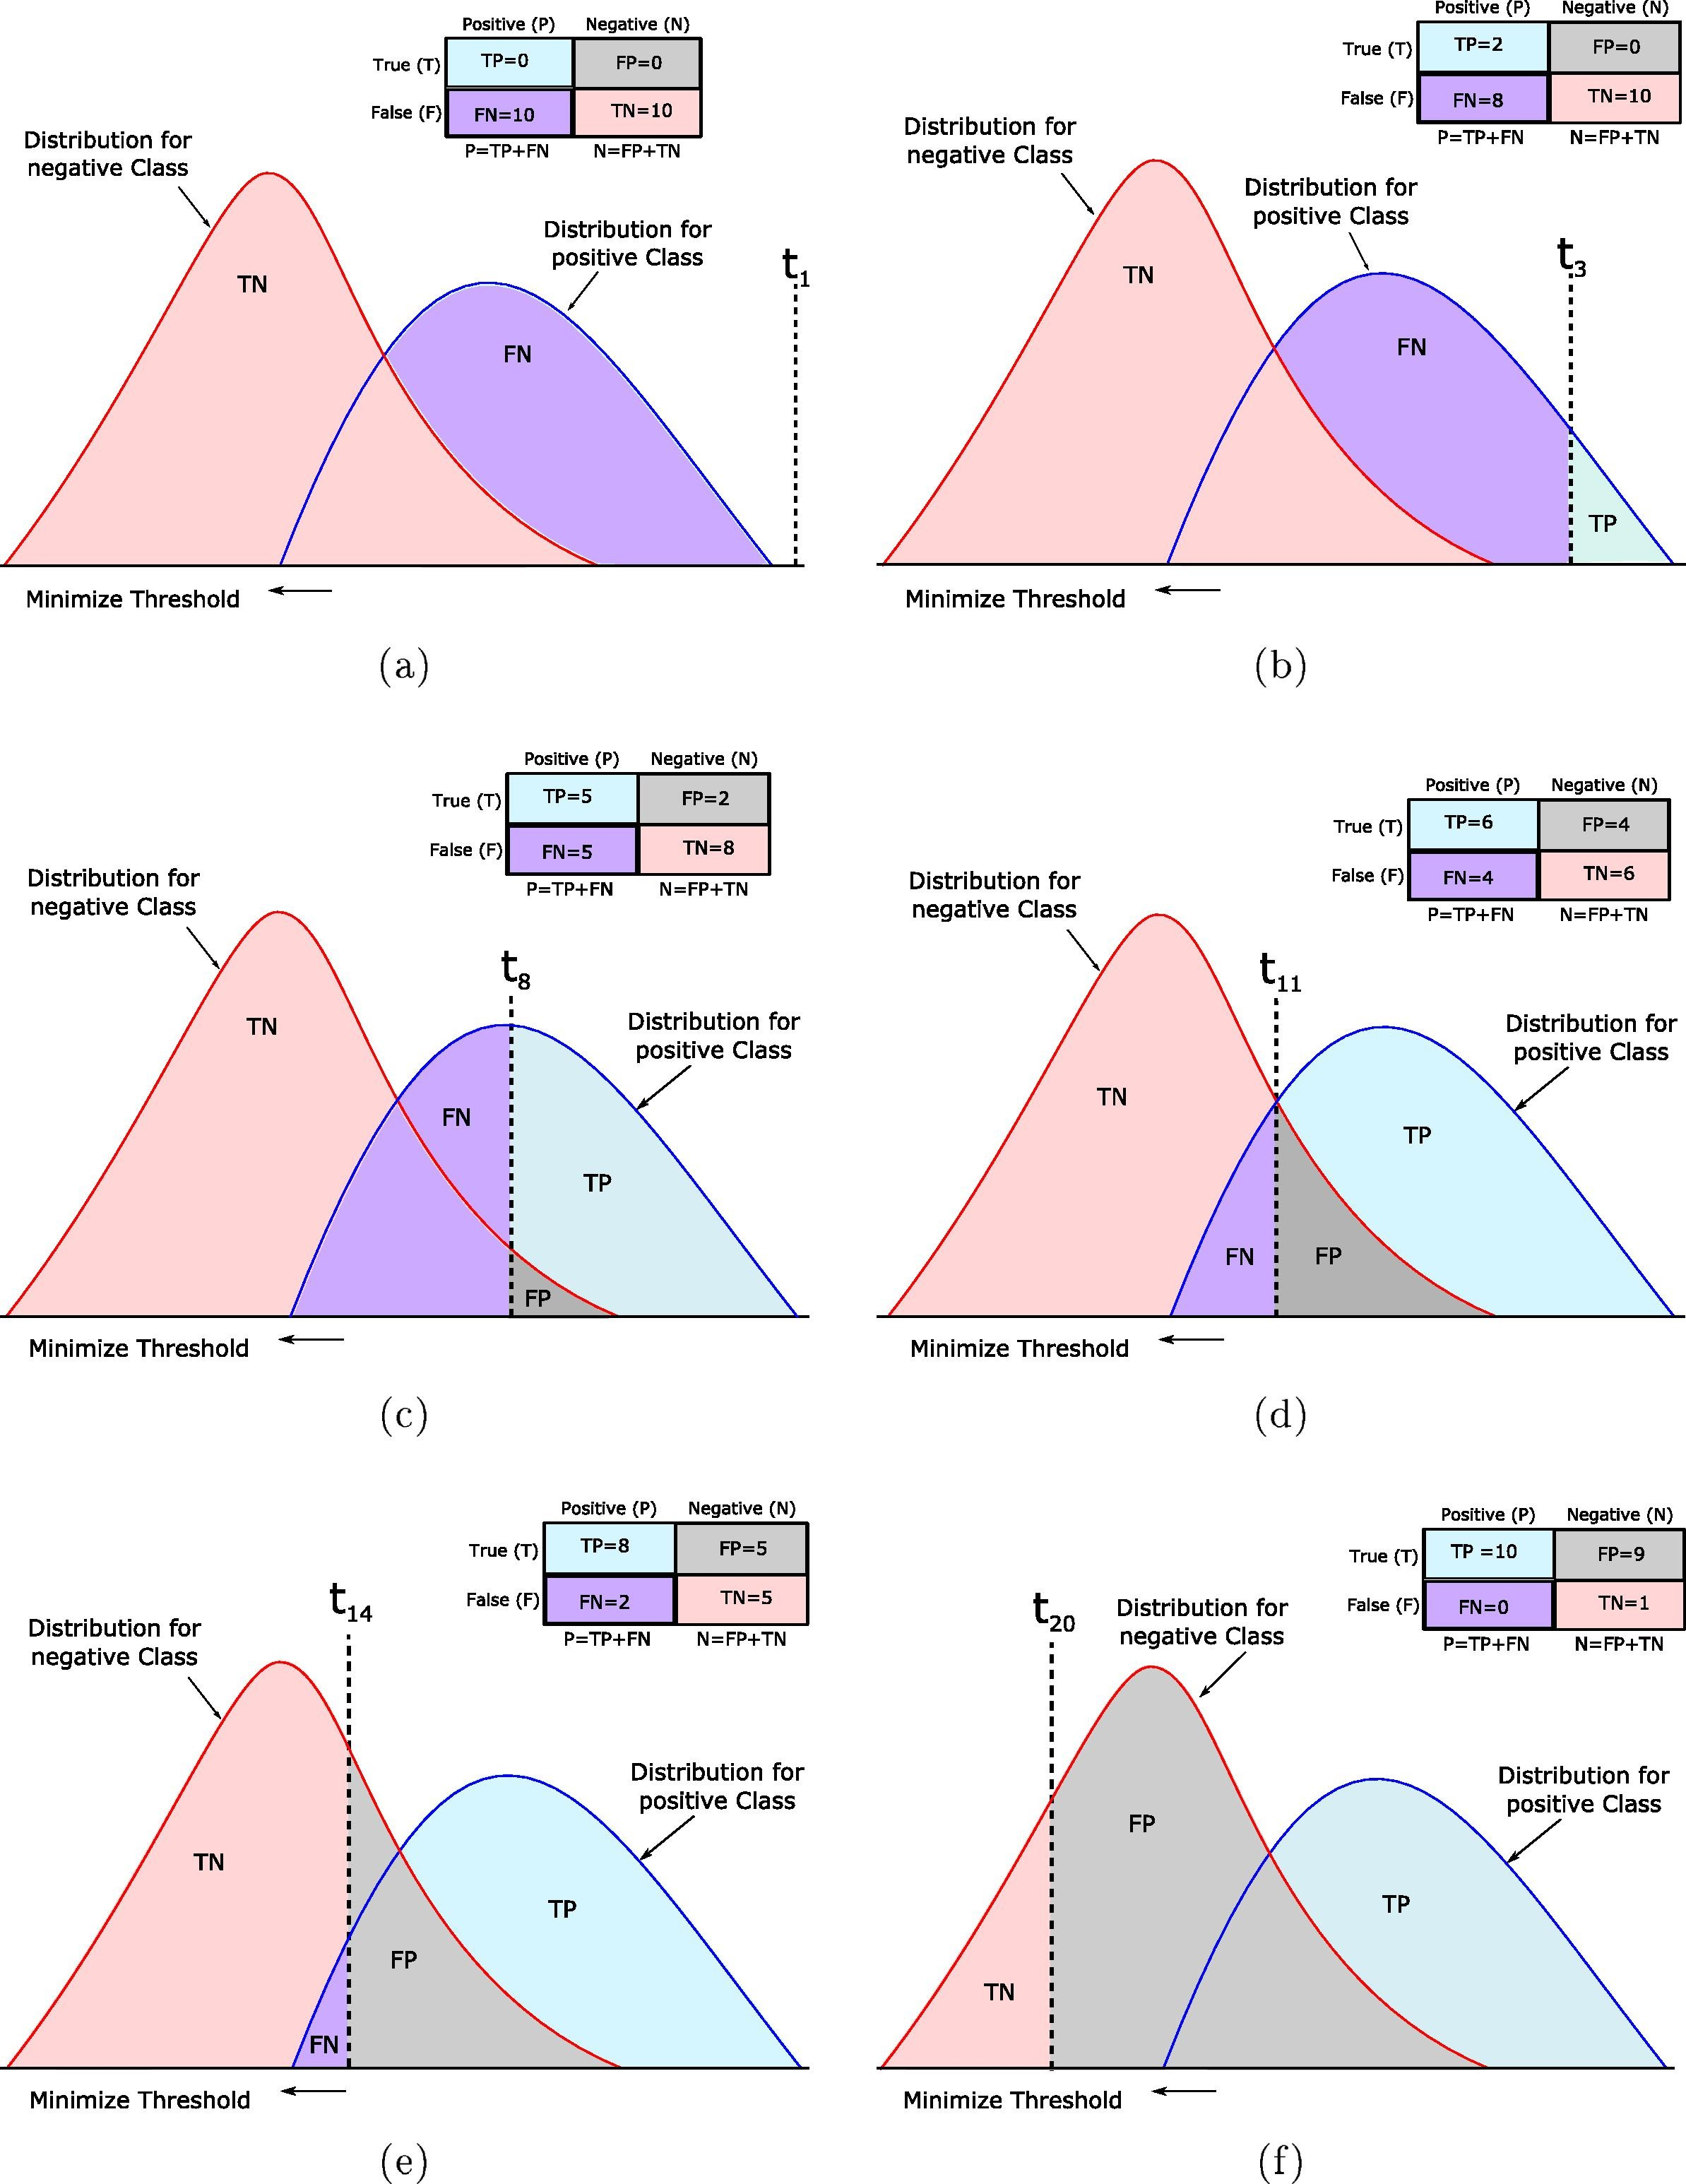 Positive (P) Negative (N)
True (T) TP=0 FP=0
False (F) FN=10 TN=10
P=TP+FN N=FP+TN
Distribution for
negative Class
Distribution for
positive Class
t1
TN
FN
Minimize Threshold
(a)
Positive (P) Negative (N)
True (T) TP=2 FP=0
False (F) FN=8 TN=10
P=TP+FN N=FP+TN
Distribution for
negative Class
Distribution for
positive Class
t3
TN
FN
TP
Minimize Threshold
(b)
Positive (P) Negative (N)
True (T) TP=5 FP=2
False (F) FN=5 TN=8
P=TP+FN N=FP+TN
Distribution for
negative Class
t8
Distribution for
positive Class
TN
FN
TP
FP
Minimize Threshold
(c)
Positive (P) Negative (N)
True (T) TP=6 FP=4
False (F) FN=4 TN=6
P=TP+FN N=FP+TN
Distribution for
negative Class
t11
Distribution for
positive Class
TN
TP
FN FP
Minimize Threshold
(d)
Positive (P) Negative (N)
True (T) TP=8 FP=5
False (F) FN=2 TN=5
P=TP+FN N=FP+TN
t14
Distribution for
negative Class
Distribution for
positive Class
TN
TP
FP
FN
Minimize Threshold
(e)
Positive (P) Negative (N)
True (T) TP =10 FP=9
False (F) FN=0 TN=1
P=TP+FN N=FP+TN
t20
Distribution for
negative Class
Distribution for
positive Class
FP
TP
TN
Minimize Threshold
(f)